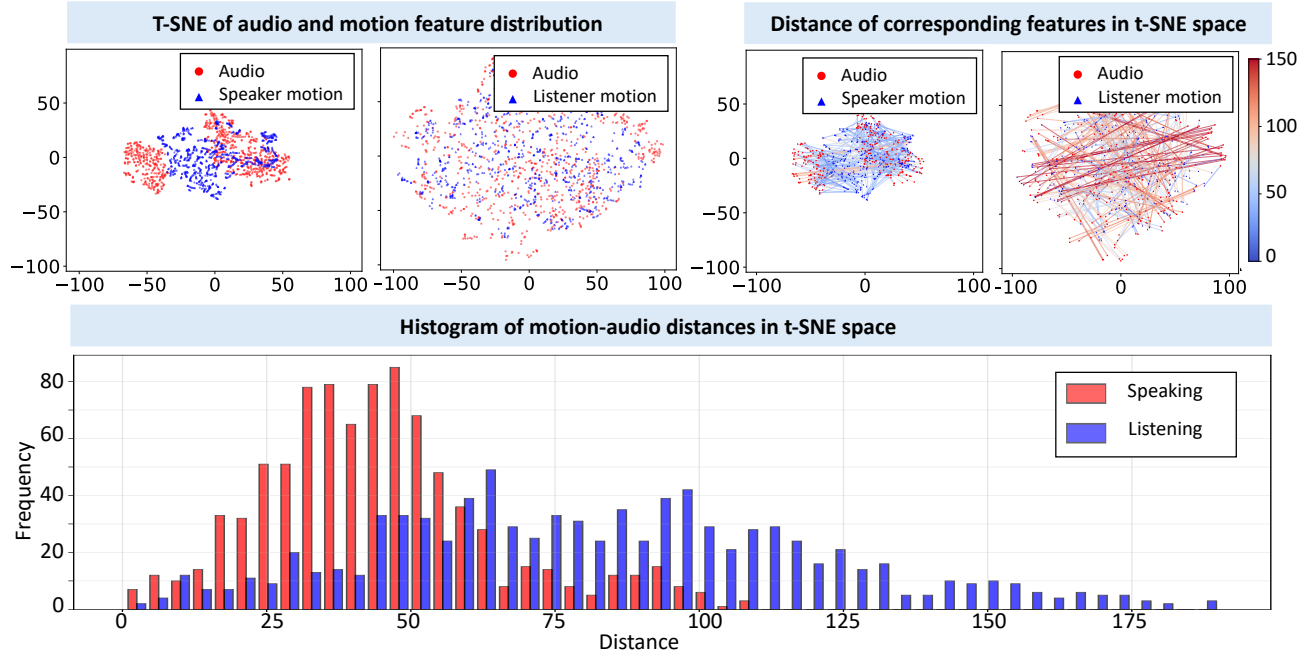 T-SNE of audio and motion feature distribution
Distance of corresponding features in t-SNE space
Audio
Speaker motion
50
0
−50
−100
−100
−50
0
50
100
Audio
Listener motion
−100
−50
0
50
100
Audio
Speaker motion
50
0
−50
−100
−100
0
100
Audio
Listener motion
−100
0
100
150
100
50
0
Histogram of motion-audio distances in t-SNE space
Frequency
80
60
40
20
0
Speaking
Listening
0
25
50
75
100
125
150
175
Distance